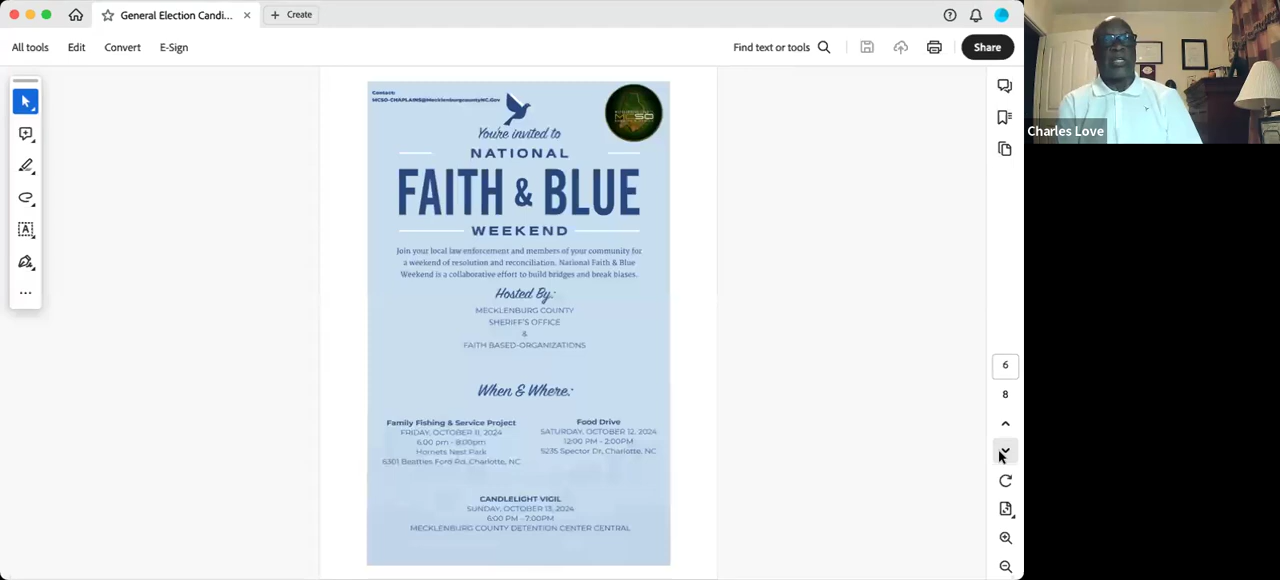 General Election Candi...
Create
All tools
Edit
Convert
E-Sign
Find text or tools
Share
Contact:
MCSO-CHAPLAINS@MecklenburgcountyNC.Gov
MCSO
You're invited to
NATIONAL
FAITH & BLUE
WEEKEND
Join your local law enforcement and members of your community for
a weekend of resolution and reconciliation. National Faith & Blue
Weekend is a collaborative effort to build bridges and break biases.
Hosted By:
MECKLENBURG COUNTY
SHERIFF'S OFFICE
&
FAITH BASED-ORGANIZATIONS
When & Where:
Family Fishing & Service Project
FRIDAY, OCTOBER 11, 2024
6:00 pm - 8:00pm
Hornets Nest Park
6301 Beatties Ford Rd, Charlotte, NC
Food Drive
SATURDAY, OCTOBER 12, 2024
12:00 PM - 2:00PM
5235 Spector Dr, Charlotte, NC
CANDLELIGHT VIGIL
SUNDAY, OCTOBER 13, 2024
6:00 PM - 7:00PM
MECKLENBURG COUNTY DETENTION CENTER CENTRAL
6
8
Charles Love